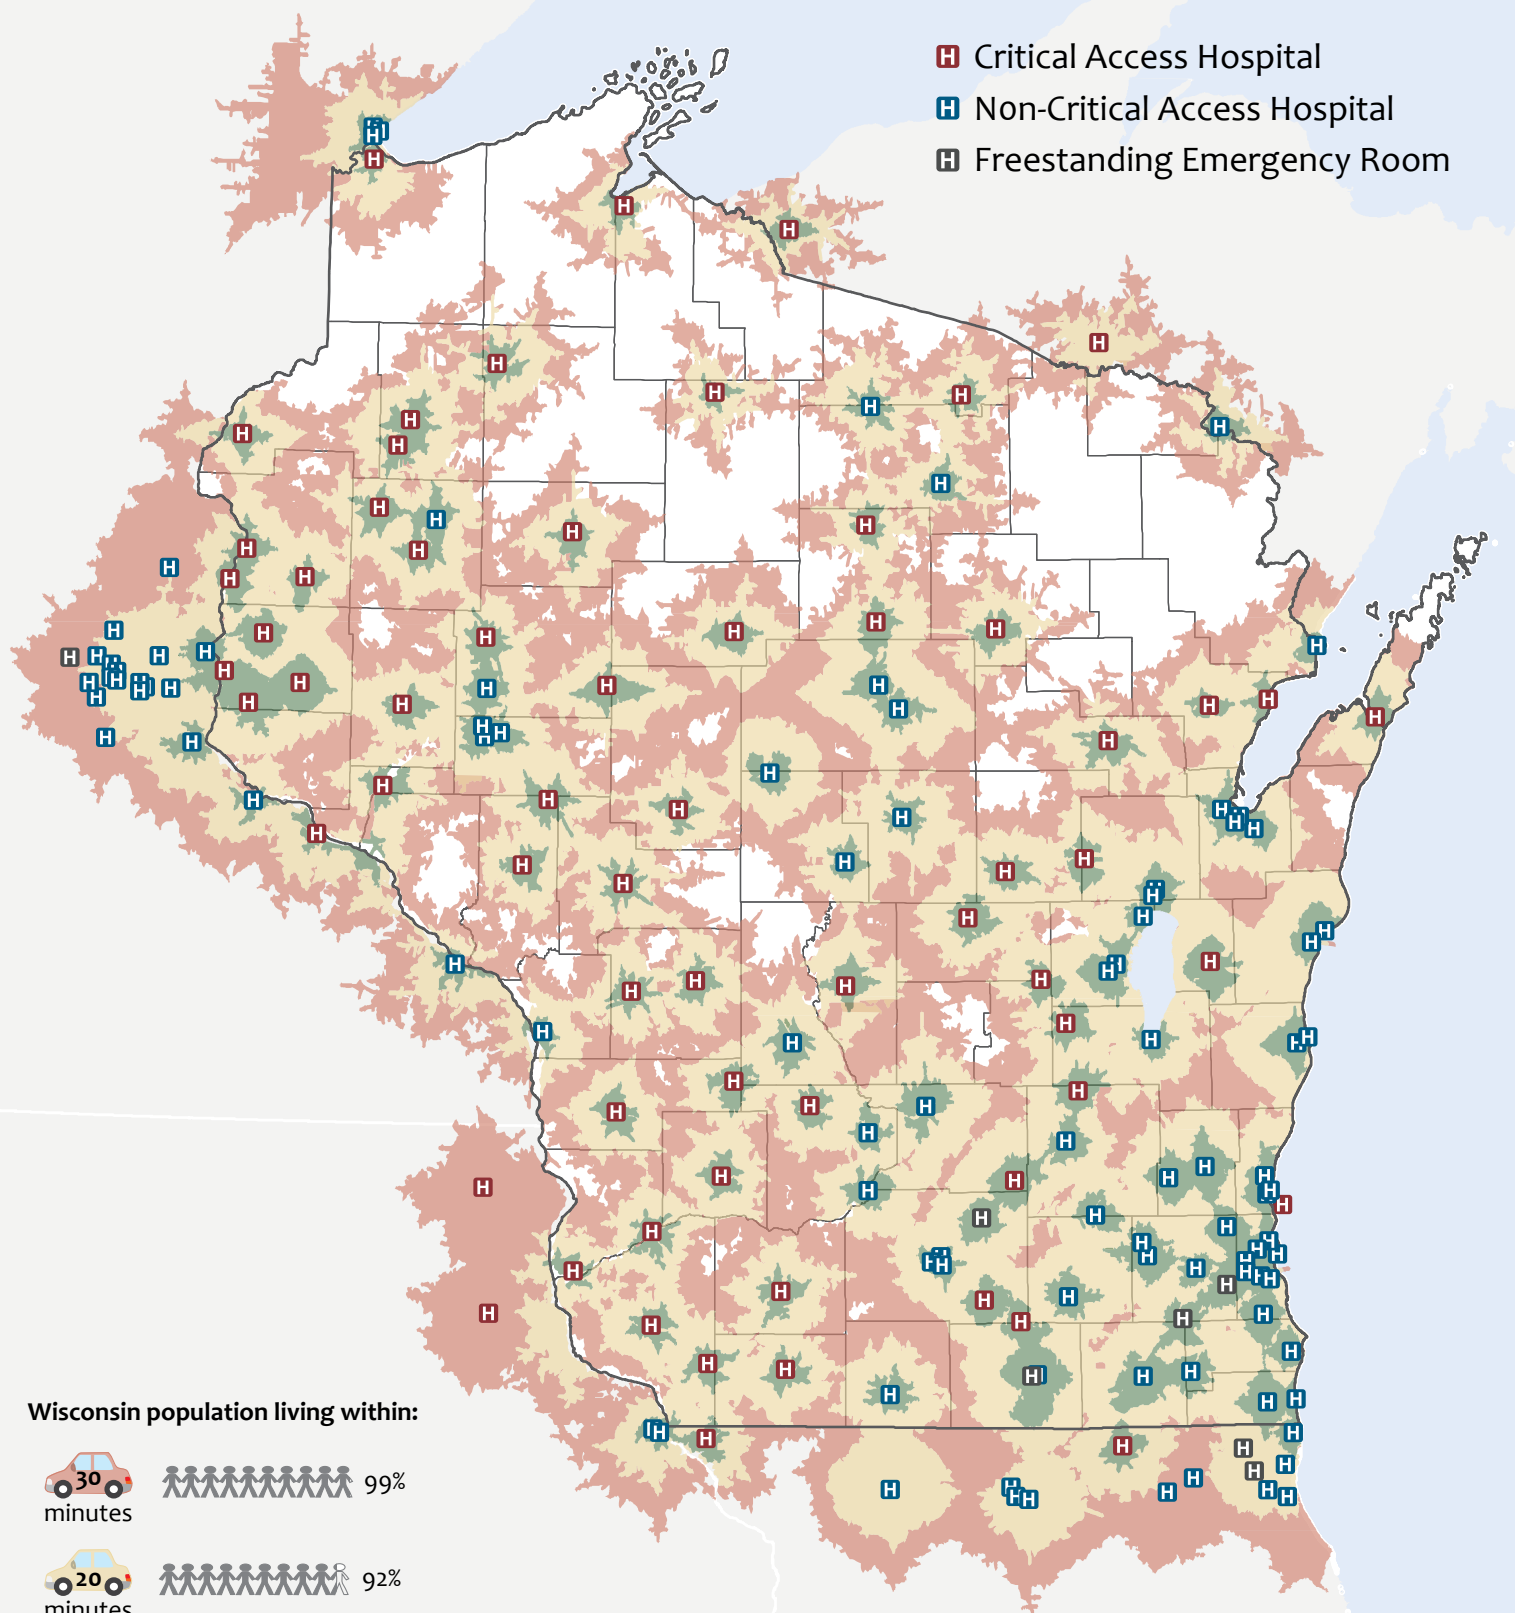 H Critical Access Hospital
H Non-Critical Access Hospital
H Freestanding Emergency Room
Wisconsin population living within:
30
99%
minutes
20
92%
minutes